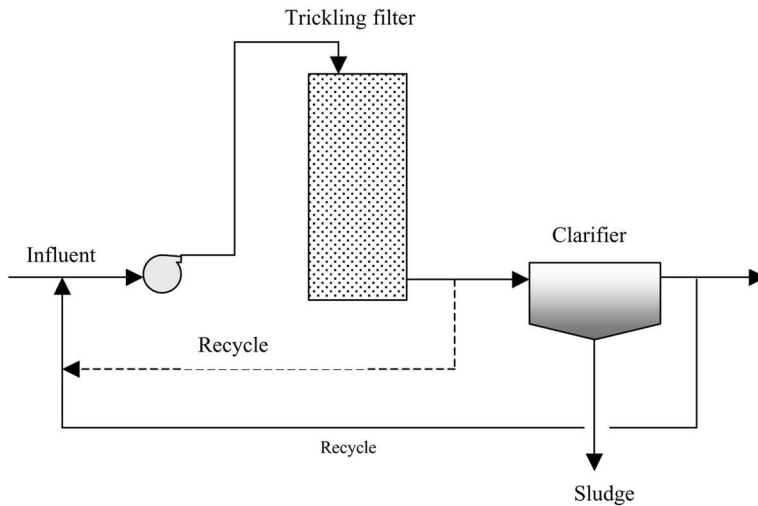 Trickling filter
Influent
Clarifier
Recycle
Recycle
Sludge